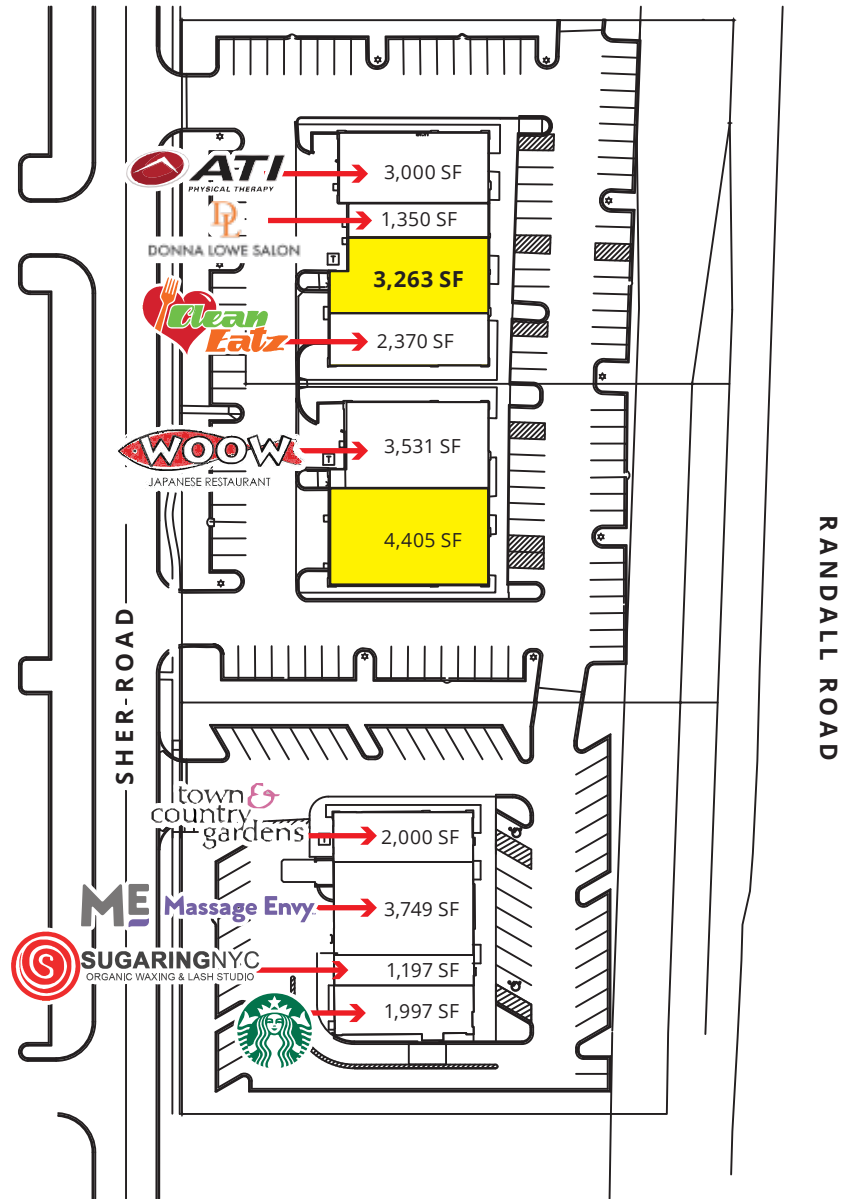 ATI
PHYSICAL THERAPY
3,000 SF
DL
DONNA LOWE SALON
1,350 SF
T
3,263 SF
Clean
Eatz
2,370 SF
WOOW
JAPANESE RESTAURANT
3,531 SF
T
4,405 SF
RANDALL ROAD
SHER-ROAD
town &
country
gardens
2,000 SF
ME Massage Envy
3,749 SF
S
SUGARINGNYC
ORGANIC WAXING & LASH STUDIO
1,197 SF
1,997 SF